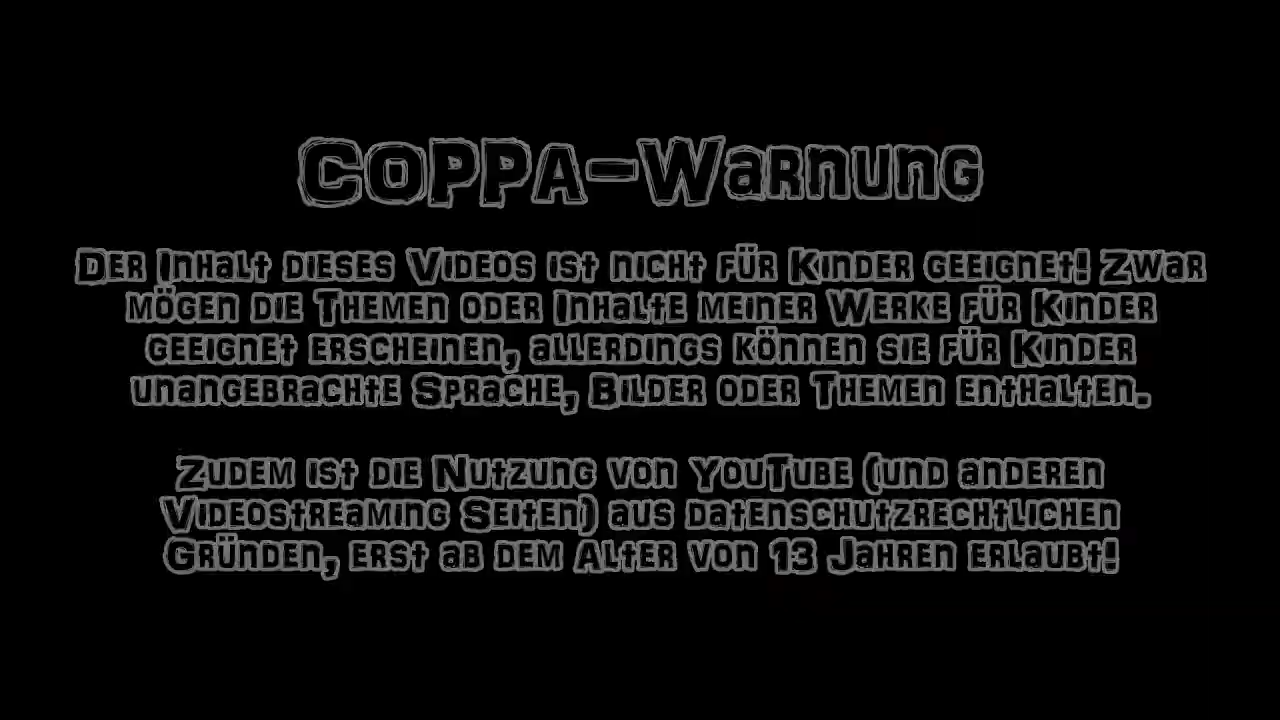 COPPA-Warnung
Der Inhalt dieses Videos ist nicht für Kinder geeignet! Zwar
mögen die Themen oder Inhalte meiner Werke für Kinder
geeignet erscheinen, allerdings können sie für Kinder
unangebrachte Sprache, Bilder oder Themen enthalten.
Zudem ist die Nutzung von YouTube (und anderen
Videostreaming Seiten) aus datenschutzrechtlichen
Gründen, erst ab dem Alter von 13 Jahren erlaubt!